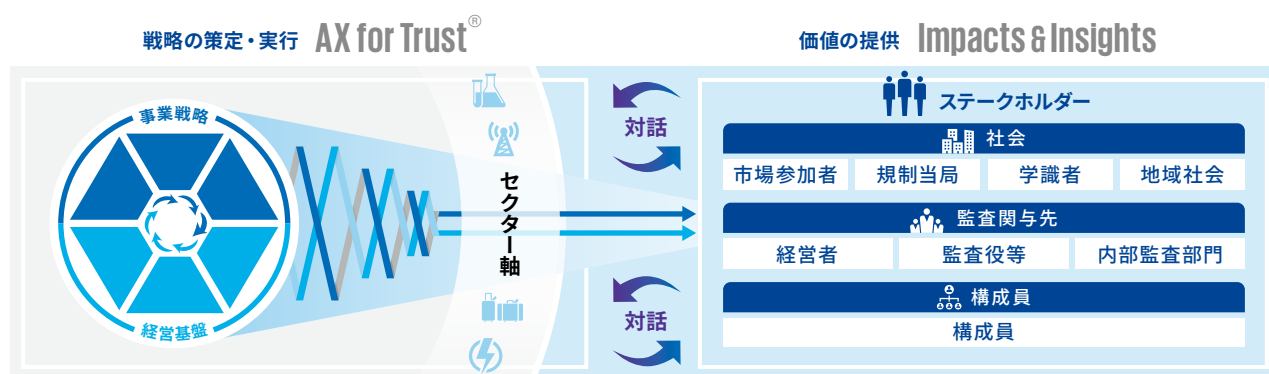 戦略の策定・実行 AX for Trust®
価値の提供 Impacts & Insights
事業戦略
経営基盤
セクター軸
対話
対話
ステークホルダー
社会
市場参加者 規制当局 学識者 地域社会
監査関与先
経営者 監査役等 内部監査部門
構成員
構成員